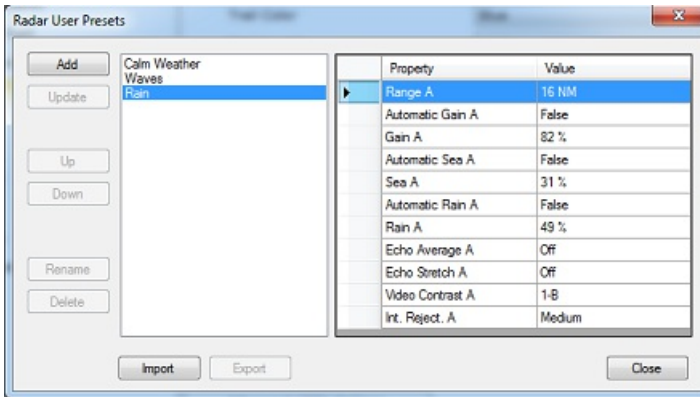 Radar User Presets
Add
Update
Up
Down
Rename
Delete
Calm Weather
Waves
Rain
Property Value
Range A 16 NM
Automatic Gain A False
Gain A 82 %
Automatic Sea A False
Sea A 31 %
Automatic Rain A False
Rain A 49 %
Echo Average A Off
Echo Stretch A Off
Video Contrast A 1-B
Int. Reject. A Medium
Import Export Close